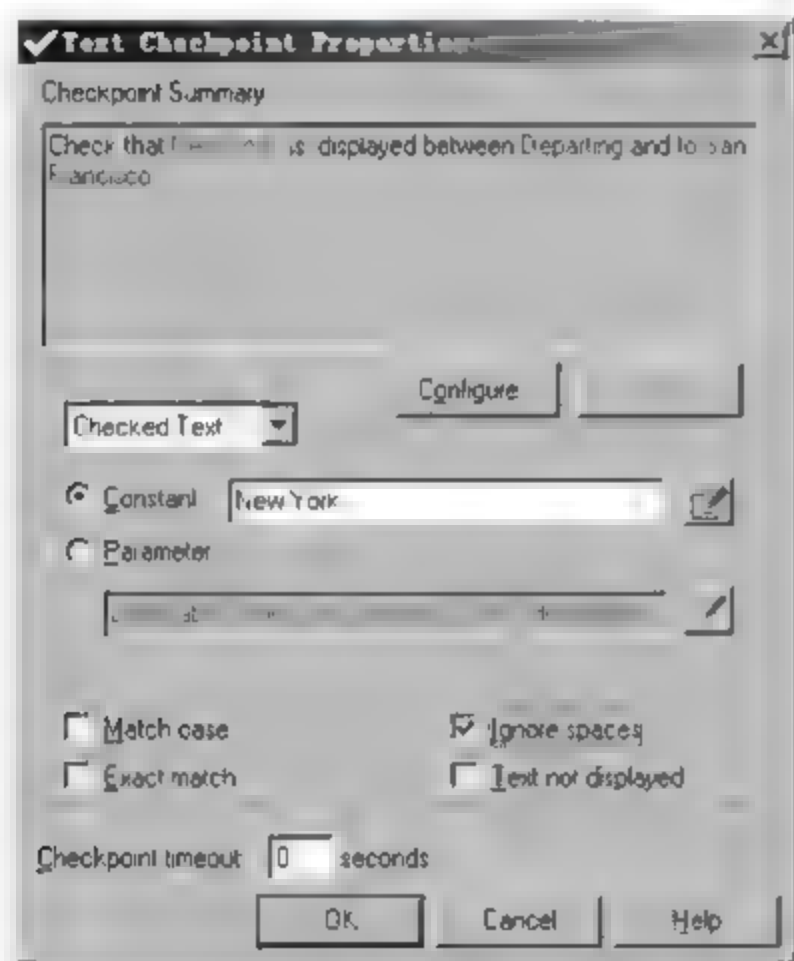 Text Checkpoint Properties
Checkpoint Summary
Check that is displayed between Departing and to San
Francisco
Configure
Checked Text
Constant New York
Parameter
Match case Ignore spaces
Exact match Text not displayed
Checkpoint timeout 0 seconds
OK Cancel Help